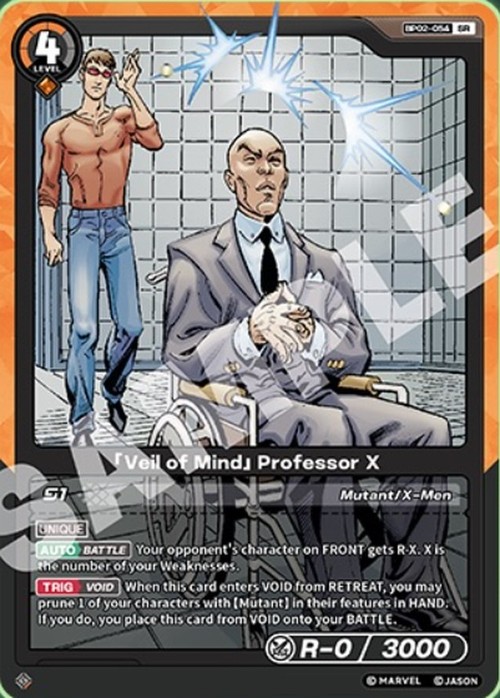 4
LEVEL
BP02-054 SR
SAMPLE
「Veil of Mind」 Professor X
S1
Mutant/X-Men
UNIQUE
AUTO BATTLE Your opponent's character on FRONT gets R-X. X is
the number of your Weaknesses.
TRIG VOID When this card enters VOID from RETREAT, you may
prune 1 of your characters with【Mutant】in their features in HAND.
If you do, you place this card from VOID onto your BATTLE.
R-0 / 3000
© MARVEL ©JASON